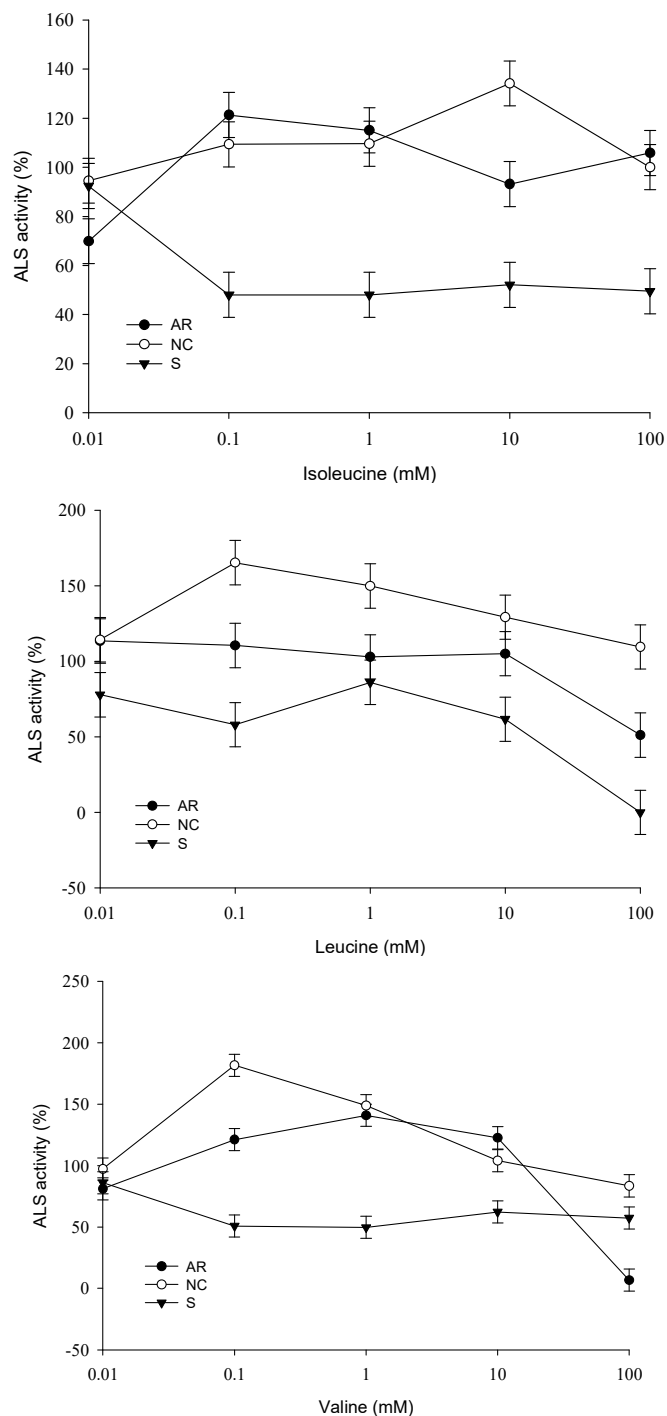 160
140
120
100
80
60
40
20
0
ALS activity (%)
AR
NC
S
0.01 0.1 1 10 100
Isoleucine (mM)
200
150
100
50
0
-50
ALS activity (%)
AR
NC
S
0.01 0.1 1 10 100
Leucine (mM)
250
200
150
100
50
0
-50
ALS activity (%)
AR
NC
S
0.01 0.1 1 10 100
Valine (mM)